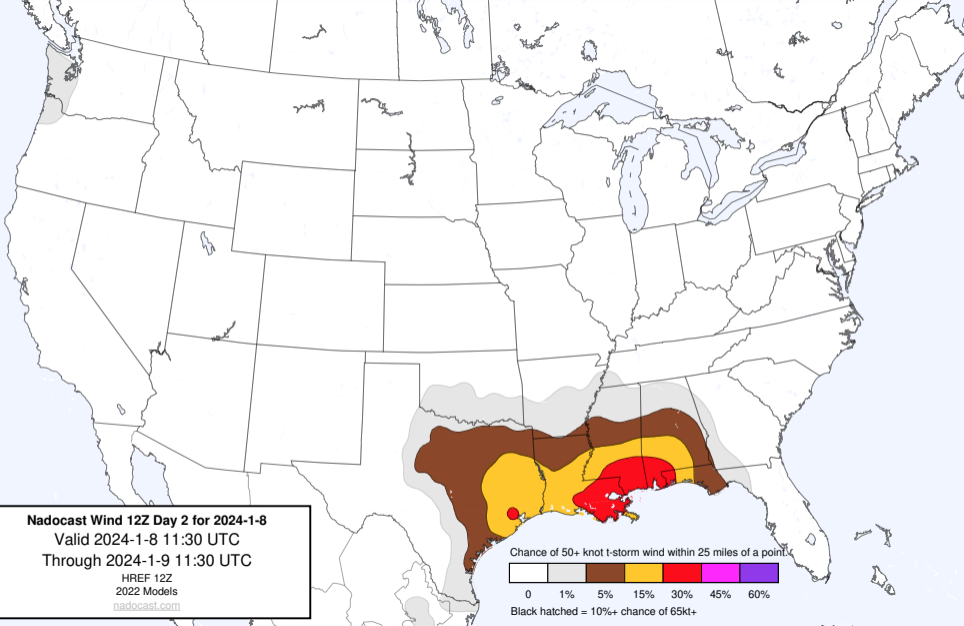 Nadocast Wind 12Z Day 2 for 2024-1-8
Valid 2024-1-8 11:30 UTC
Through 2024-1-9 11:30 UTC
HREF 12Z
2022 Models
nadocast.com
Chance of 50+ knot t-storm wind within 25 miles of a point.
0 1% 5% 15% 30% 45% 60%
Black hatched = 10%+ chance of 65kt+